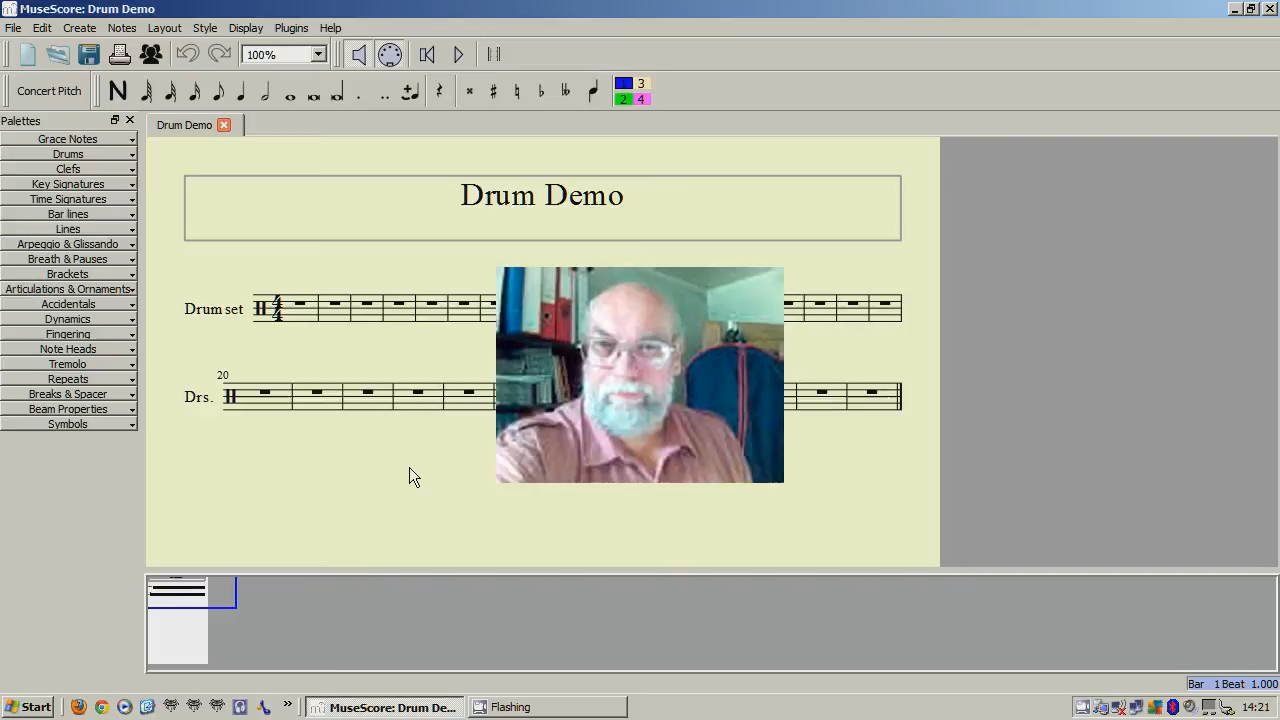 MuseScore: Drum Demo
File Edit Create Notes Layout Style Display Plugins Help
100%
Concert Pitch
N
1 3
2 4
Palettes
Drum Demo
Grace Notes
Drums
Clefs
Key Signatures
Time Signatures
Bar lines
Lines
Arpeggio & Glissando
Breath & Pauses
Brackets
Articulations & Ornaments
Accidentals
Dynamics
Fingering
Note Heads
Tremolo
Repeats
Breaks & Spacer
Beam Properties
Symbols
Drum Demo
Drum set
4
4
20
Drs.
Bar 1 Beat 1.000
Start
MuseScore: Drum De...
Flashing
14:21